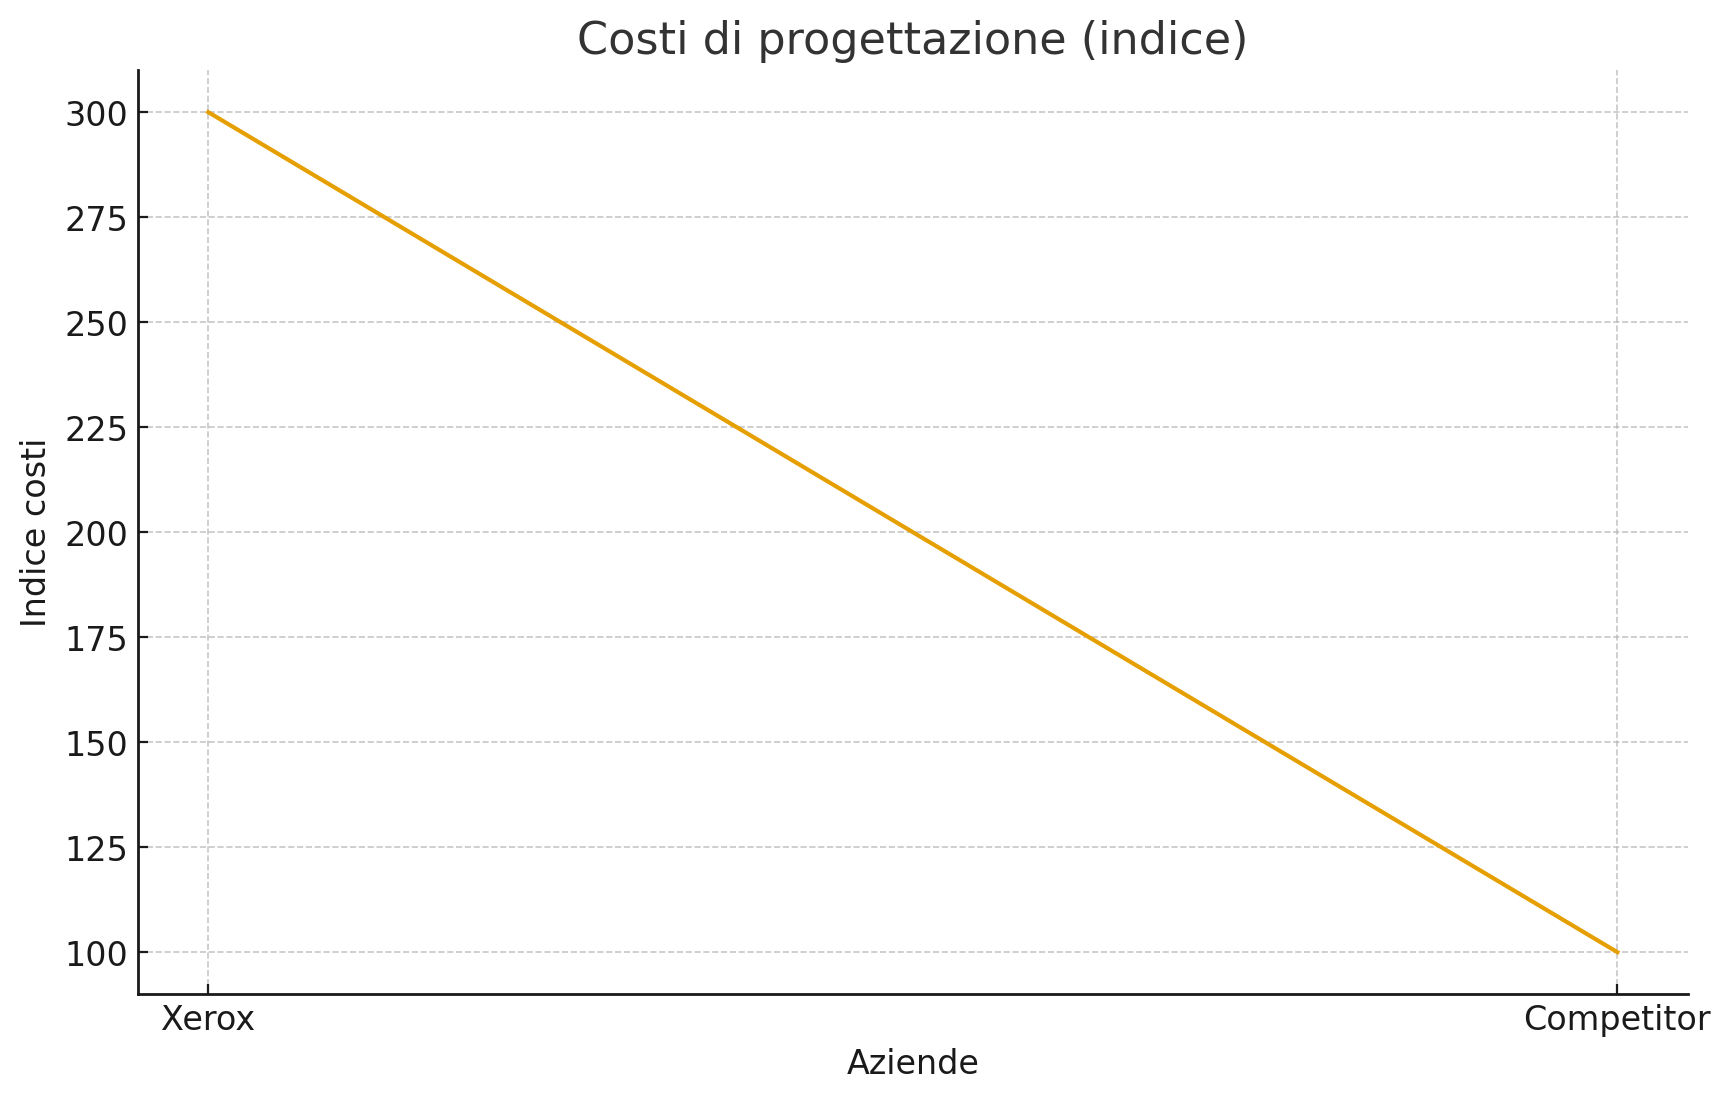 Costi di progettazione (indice)
Indice costi
300
275
250
225
200
175
150
125
100
Xerox Competitor
Aziende